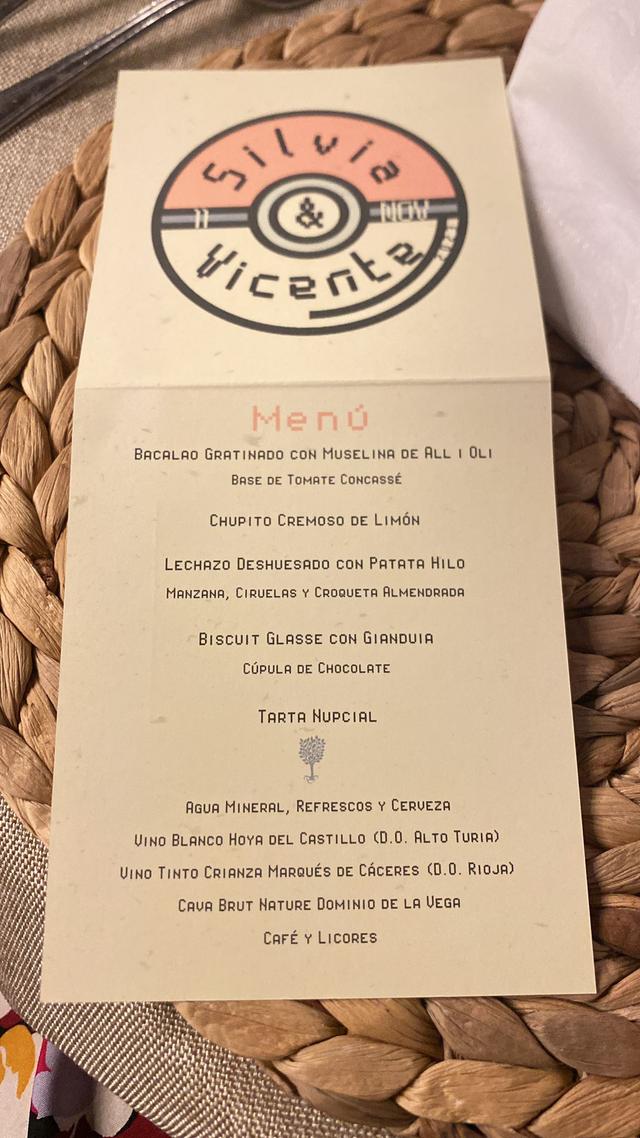 Silvia
11 & NOV
Vicente
2023
Menú
Bacalao Gratinado con Muselina de All i Oli
Base de Tomate Concassé
Chupito Cremoso de Limón
Lechazo Deshuesado con Patata Hilo
Manzana, Ciruelas y Croqueta Almendrada
Biscuit Glasse con Gianduia
Cúpula de Chocolate
Tarta Nupcial
Agua Mineral, Refrescos y Cerveza
Vino Blanco Hoya del Castillo (D.O. Alto Turia)
Vino Tinto Crianza Marqués de Cáceres (D.O. Rioja)
Cava Brut Nature Dominio de la Vega
Café y Licores